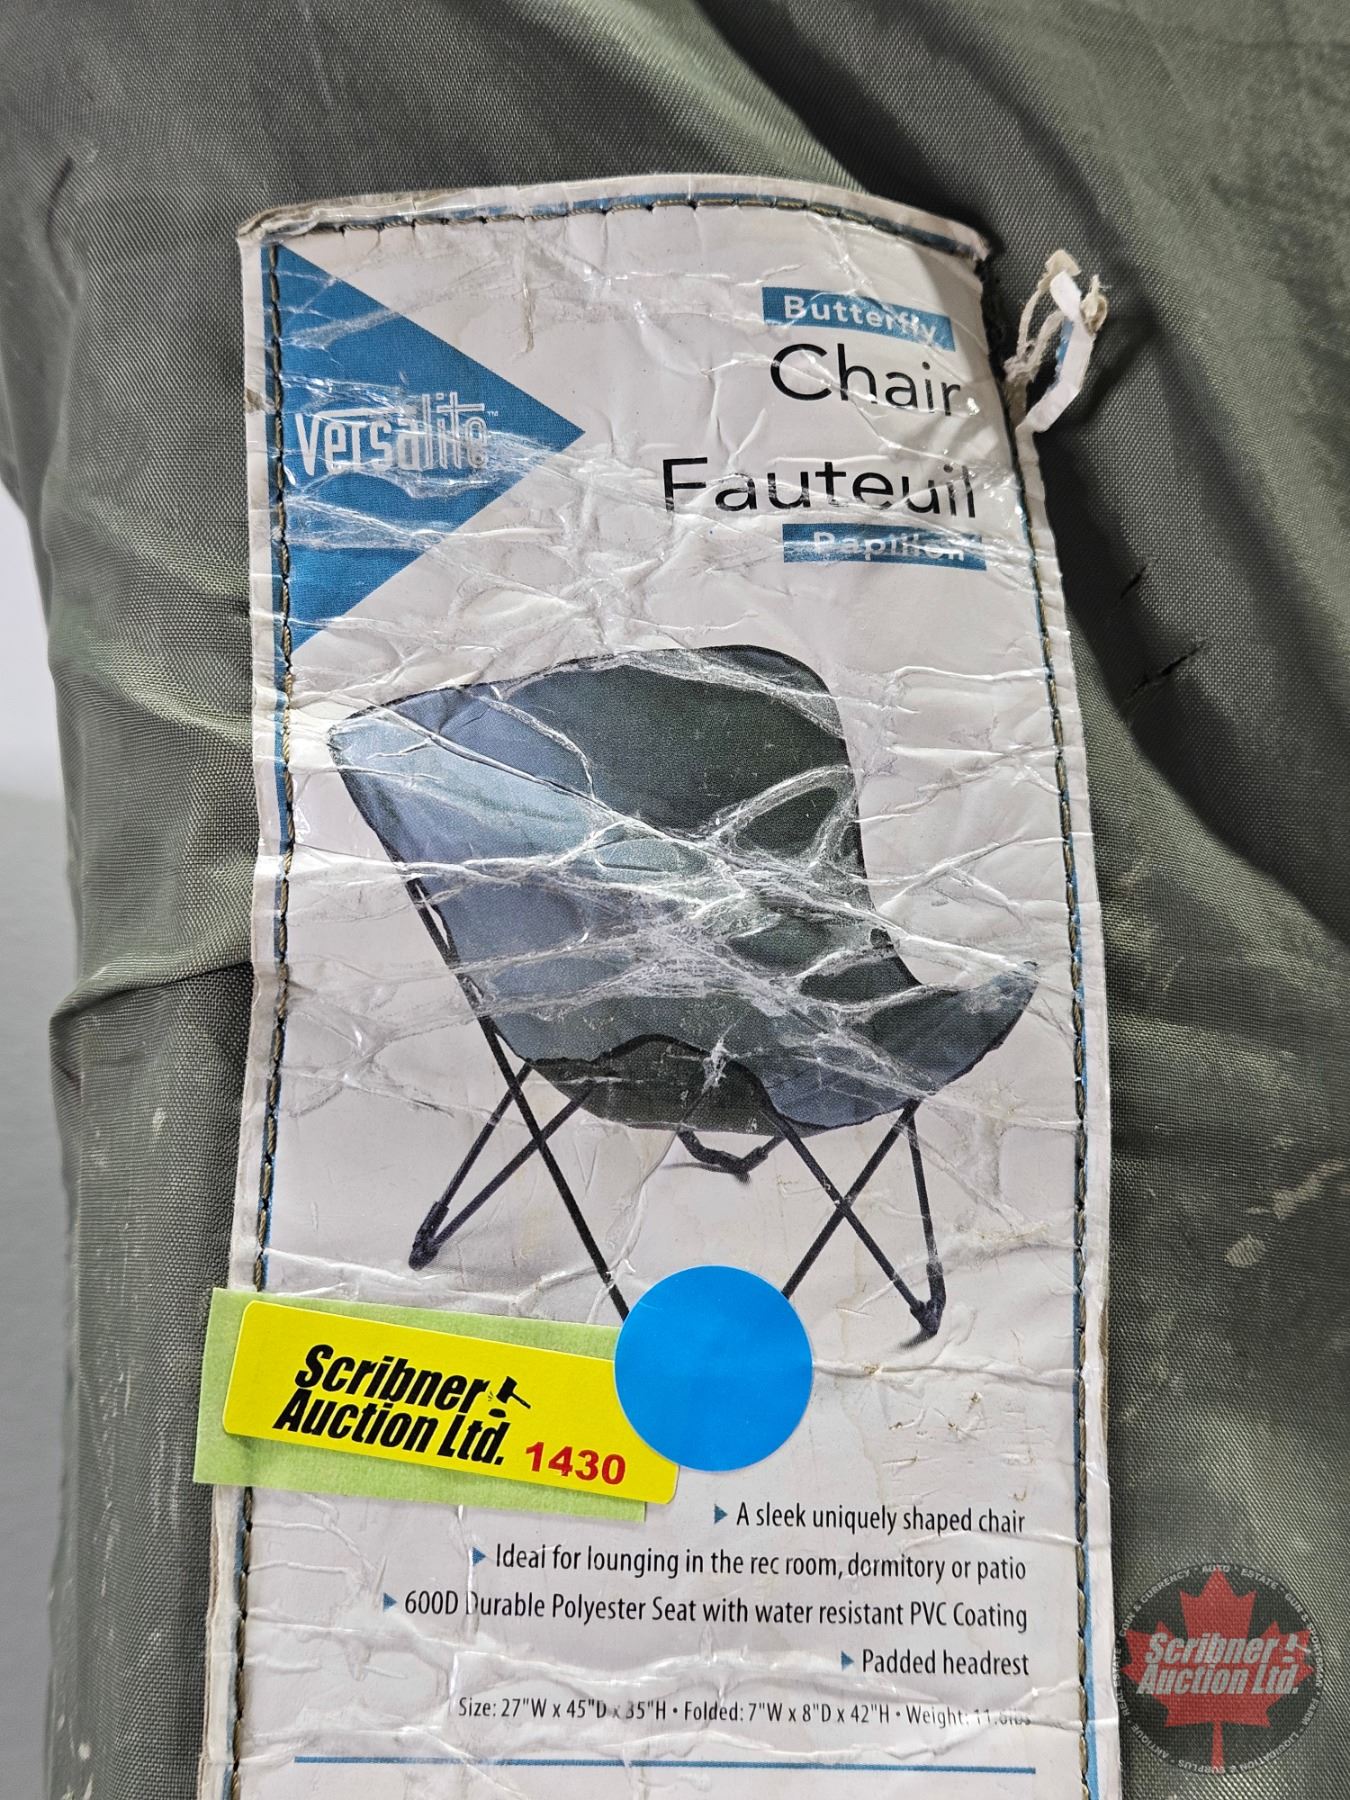 Butterfly
Chair
versalite™
Fauteuil
Papillon
Scribner
Auction Ltd. 1430
A sleek uniquely shaped chair
Ideal for lounging in the rec room, dormitory or patio
600D Durable Polyester Seat with water resistant PVC Coating
Padded headrest
Size: 27"W x 45"D x 35"H • Folded: 7"W x 8"D x 42"H • Weight:
Scribner
Auction Ltd.